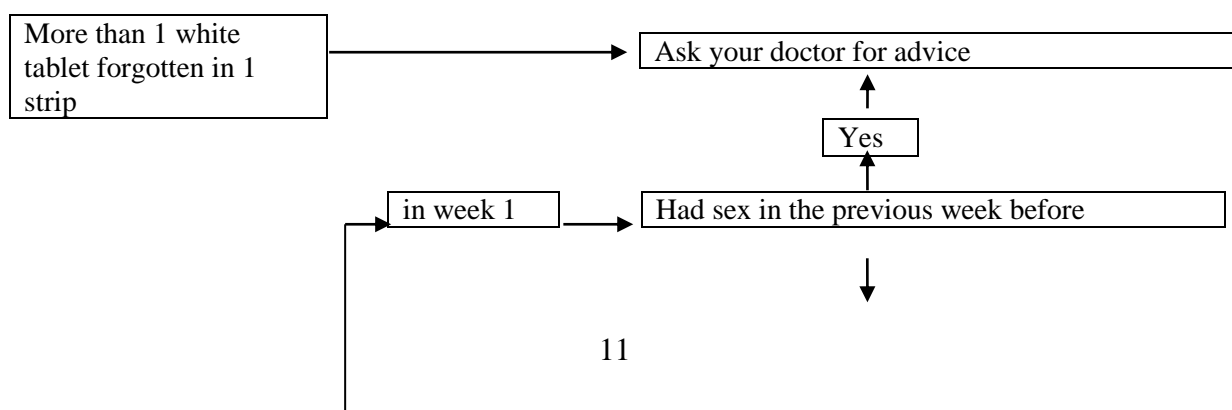 More than 1 white
tablet forgotten in 1
strip
Ask your doctor for advice
Yes
in week 1
Had sex in the previous week before
11